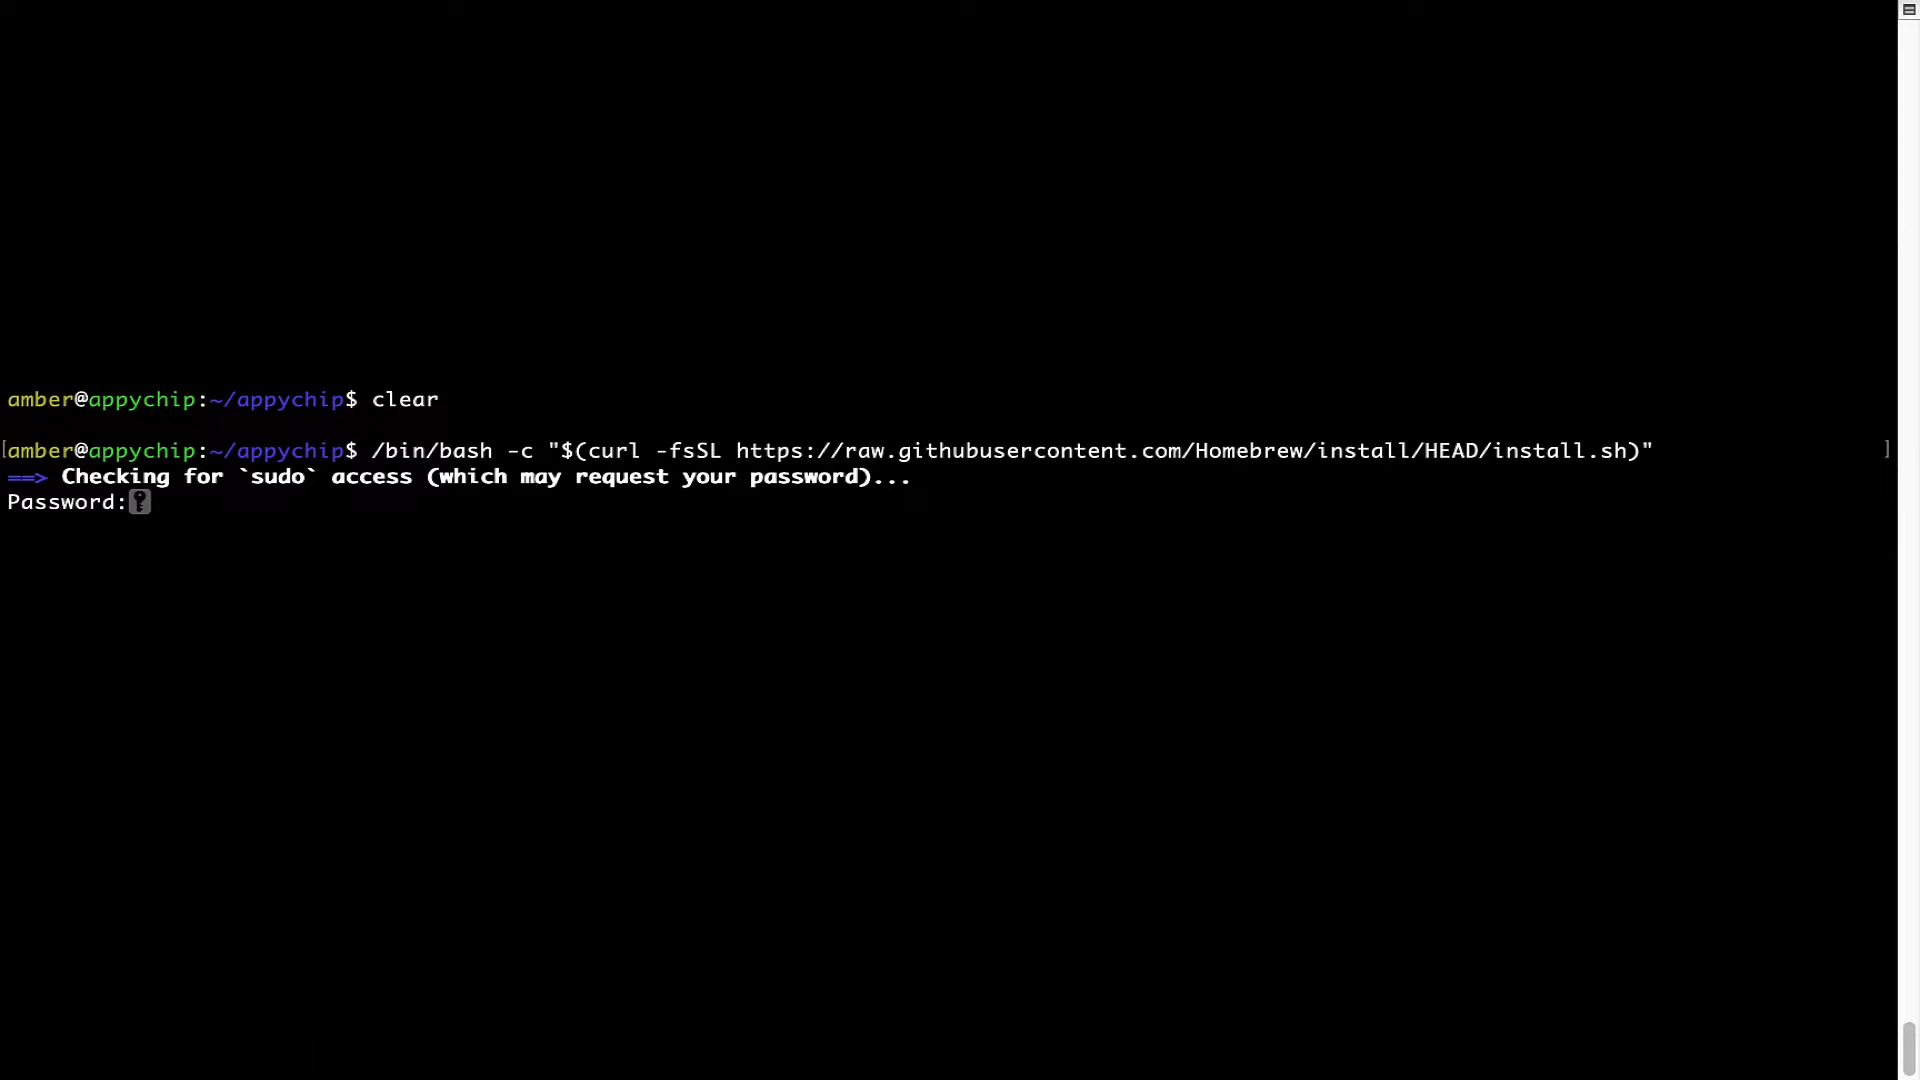 amber@appychip:~/appychip$ clear
[amber@appychip:~/appychip$ /bin/bash -c "$(curl -fsSL https://raw.githubusercontent.com/Homebrew/install/HEAD/install.sh)" ]
==> Checking for `sudo` access (which may request your password)...
Password: